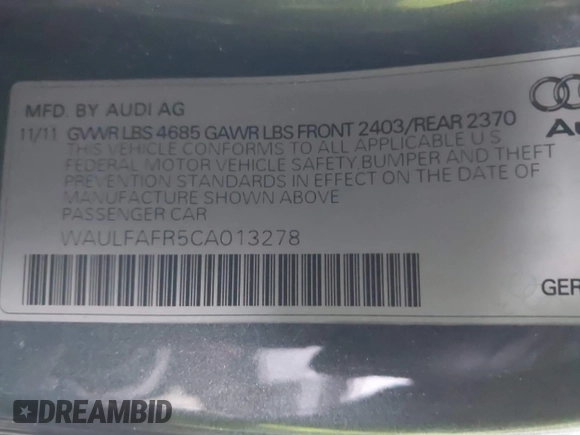 MFD. BY AUDI AG
11/11 GVWR LBS 4685 GAWR LBS FRONT 2403/REAR 2370
THIS VEHICLE CONFORMS TO ALL APPLICABLE U S
FEDERAL MOTOR VEHICLE SAFETY BUMPER AND THEFT
PREVENTION STANDARDS IN EFFECT ON THE DATE OF
MANUFACTURE SHOWN ABOVE
PASSENGER CAR
WAULFAFR5CA013278
Au
GER
DREAMBID